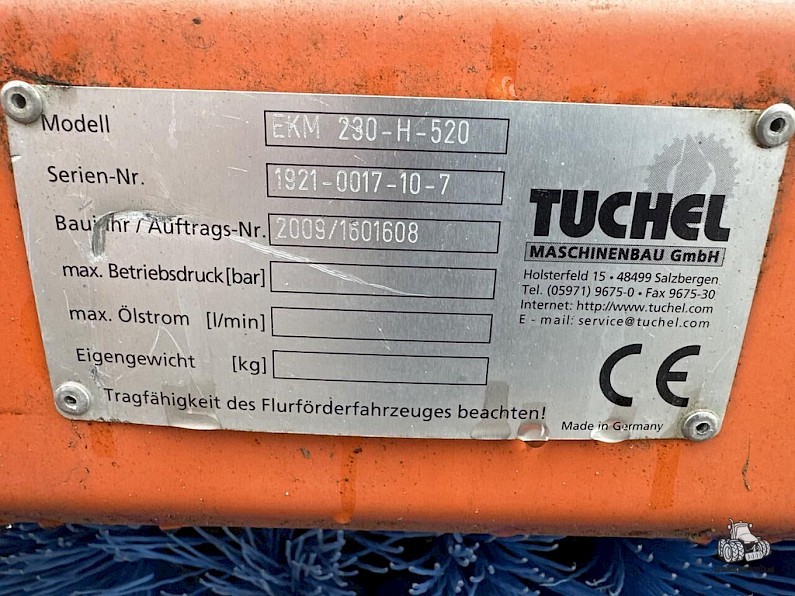 Modell EKM 230-H-520
Serien-Nr. 1921-0017-10-7
Baujahr / Auftrags-Nr. 2009/1601608
max. Betriebsdruck [bar]
max. Ölstrom [l/min]
Eigengewicht [kg]
Tragfähigkeit des Flurförderfahrzeuges beachten!
TUCHEL
MASCHINENBAU GmbH
Holsterfeld 15 • 48499 Salzbergen
Tel. (05971) 9675-0 • Fax 9675-30
Internet: http://www.tuchel.com
E - mail: service@tuchel.com
CE
Made in Germany